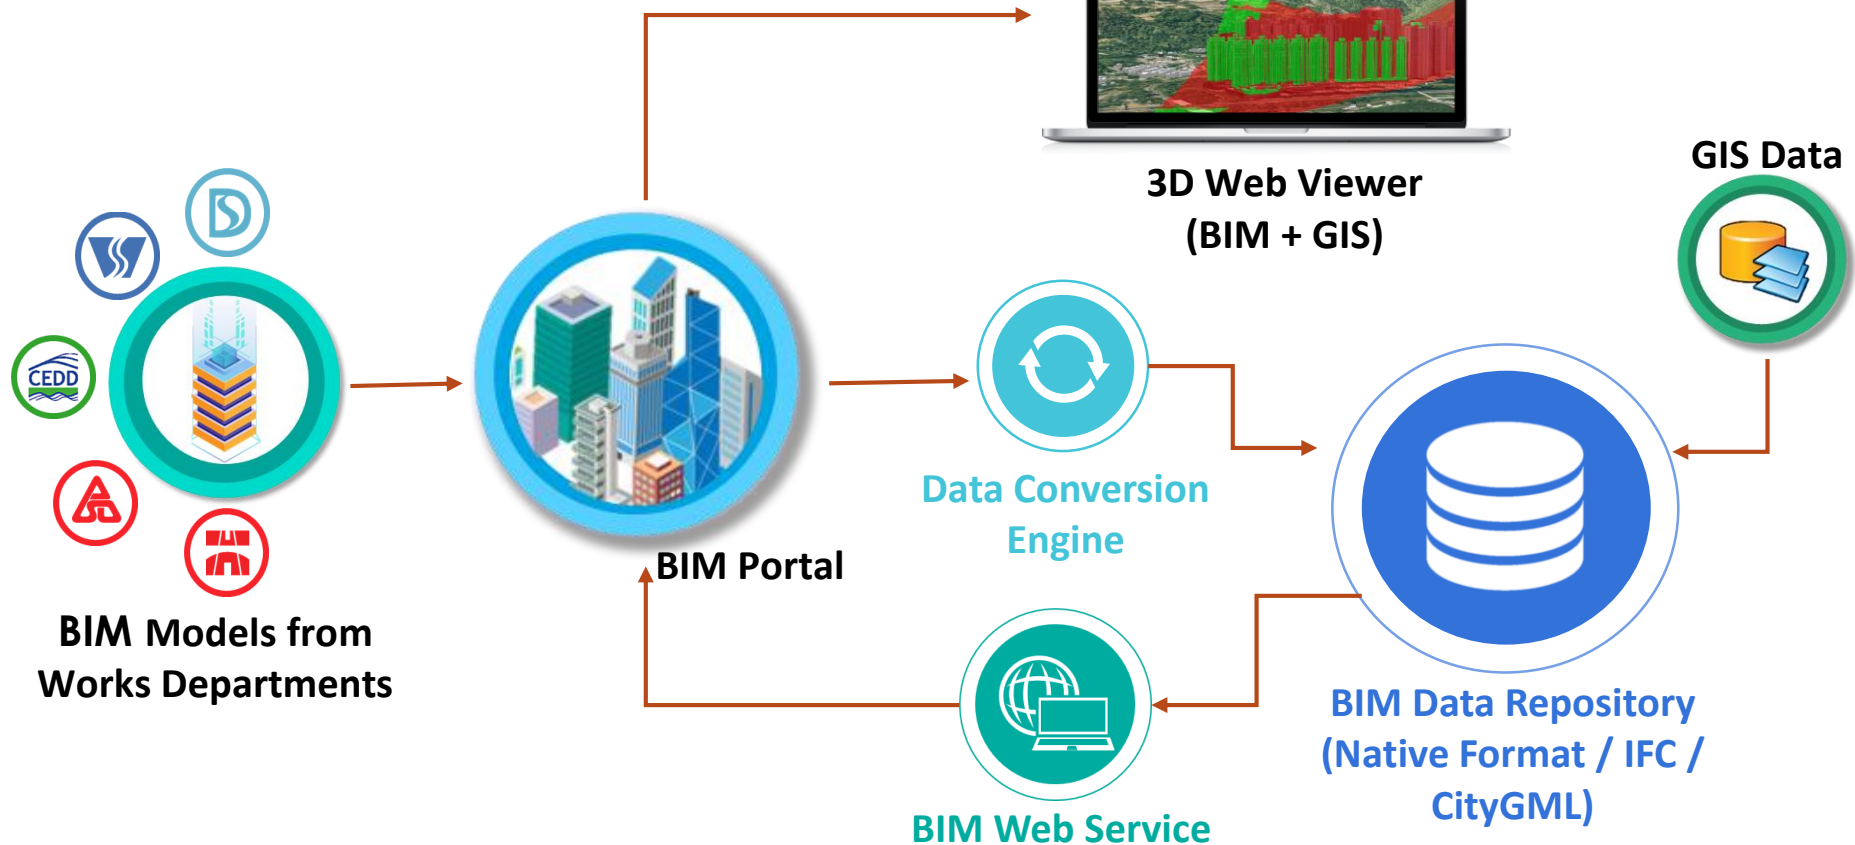 3D Web Viewer
(BIM + GIS)
GIS Data
CEDD
BIM Models from
Works Departments
BIM Portal
Data Conversion
Engine
BIM Data Repository
(Native Format / IFC /
CityGML)
BIM Web Service